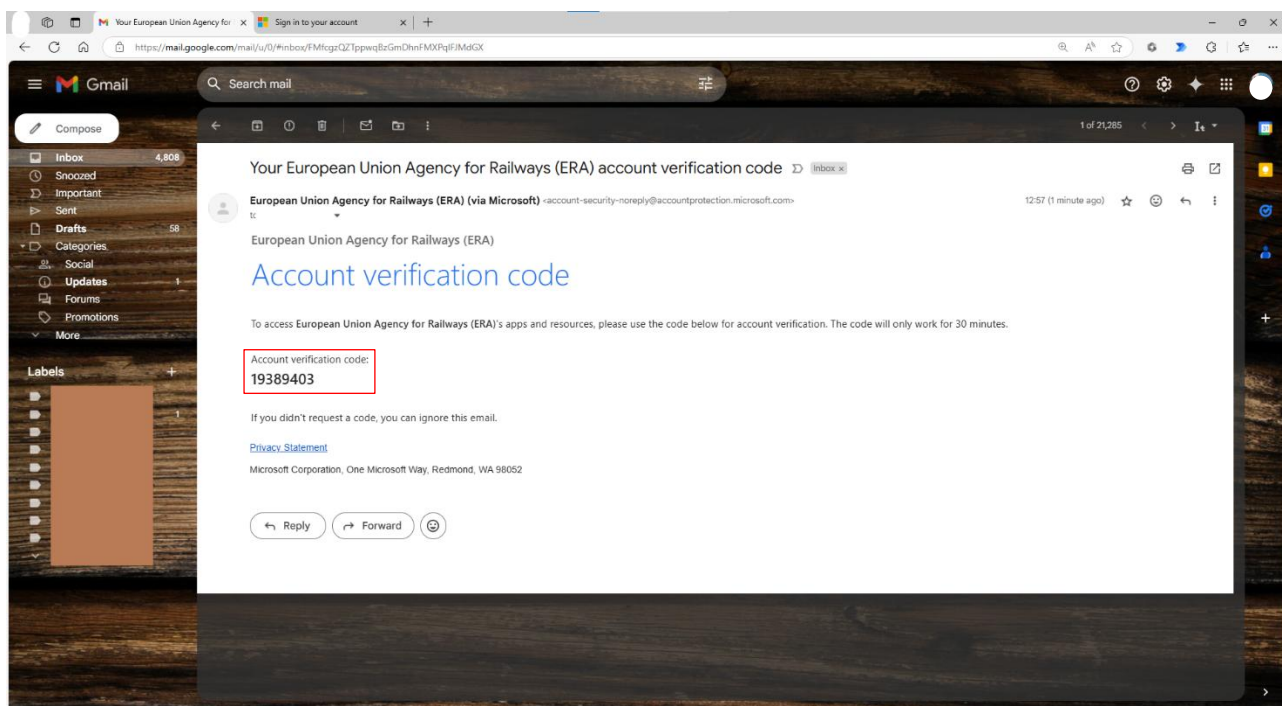 Your European Union Agency for
Sign in to your account
https://mail.google.com/mail/u/0/#inbox/FMfcgzQZTppwqBzGmDhnFMXPqIFJMdGX
Gmail
Search mail
Compose
1 of 21,285
Inbox 4,808
Snoozed
Important
Sent
Drafts 58
Categories
Social
Updates 1
Forums
Promotions
More
Labels
1
Your European Union Agency for Railways (ERA) account verification code Inbox x
European Union Agency for Railways (ERA) (via Microsoft) <account-security-noreply@accountprotection.microsoft.com>
12:57 (1 minute ago)
European Union Agency for Railways (ERA)
Account verification code
To access European Union Agency for Railways (ERA)'s apps and resources, please use the code below for account verification. The code will only work for 30 minutes.
Account verification code:
19389403
If you didn't request a code, you can ignore this email.
Privacy Statement
Microsoft Corporation, One Microsoft Way, Redmond, WA 98052
Reply
Forward